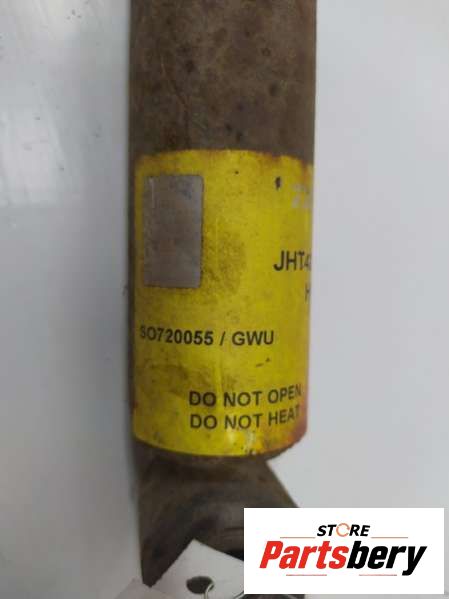 JHT4
H
SO720055 / GWU
DO NOT OPEN
DO NOT HEAT
STORE
Partsbery